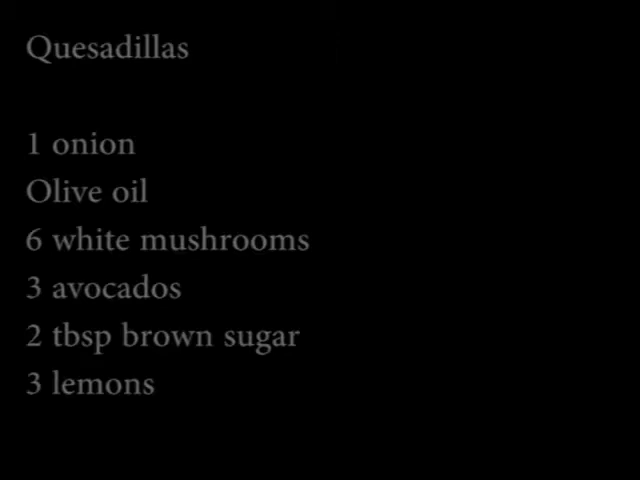 Quesadillas
1 onion
Olive oil
6 white mushrooms
3 avocados
2 tbsp brown sugar
3 lemons